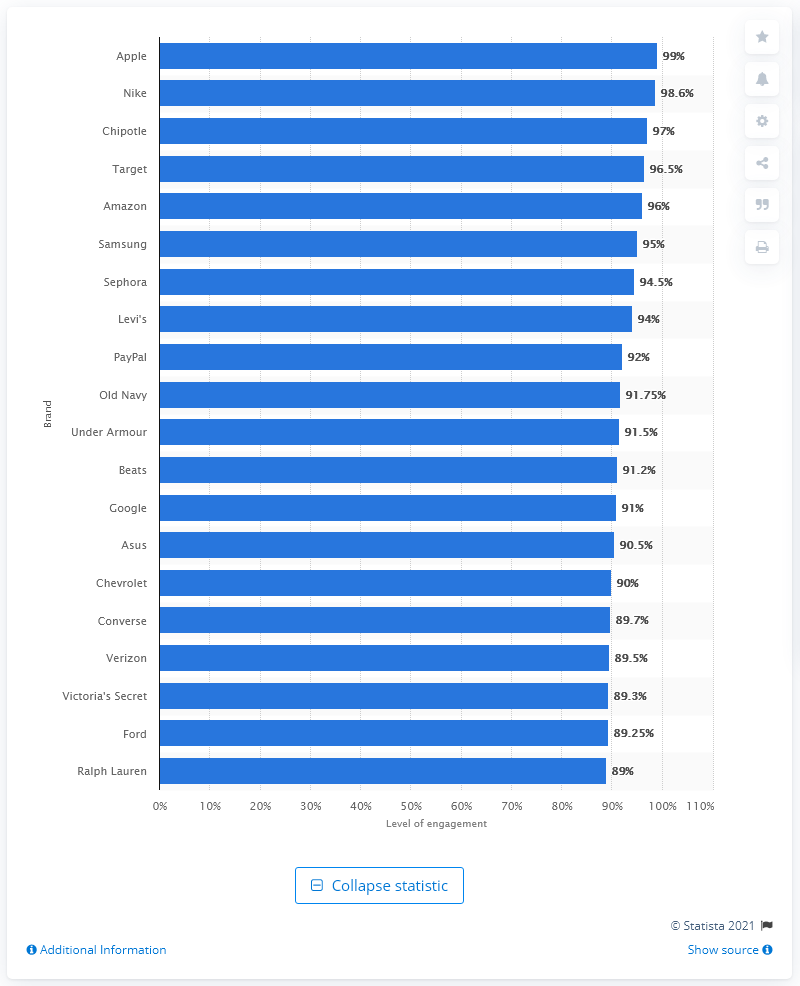 Apple 99%
Nike 98.6%
Chipotle 97%
Target 96.5%
Amazon 96%
Samsung 95%
Sephora 94.5%
Levi's 94%
PayPal 92%
Old Navy 91.75%
Under Armour 91.5%
Beats 91.2%
Google 91%
Asus 90.5%
Chevrolet 90%
Converse 89.7%
Verizon 89.5%
Victoria's Secret 89.3%
Ford 89.25%
Ralph Lauren 89%
Brand
0% 10% 20% 30% 40% 50% 60% 70% 80% 90% 100% 110%
Level of engagement
Collapse statistic
© Statista 2021
Additional Information
Show source